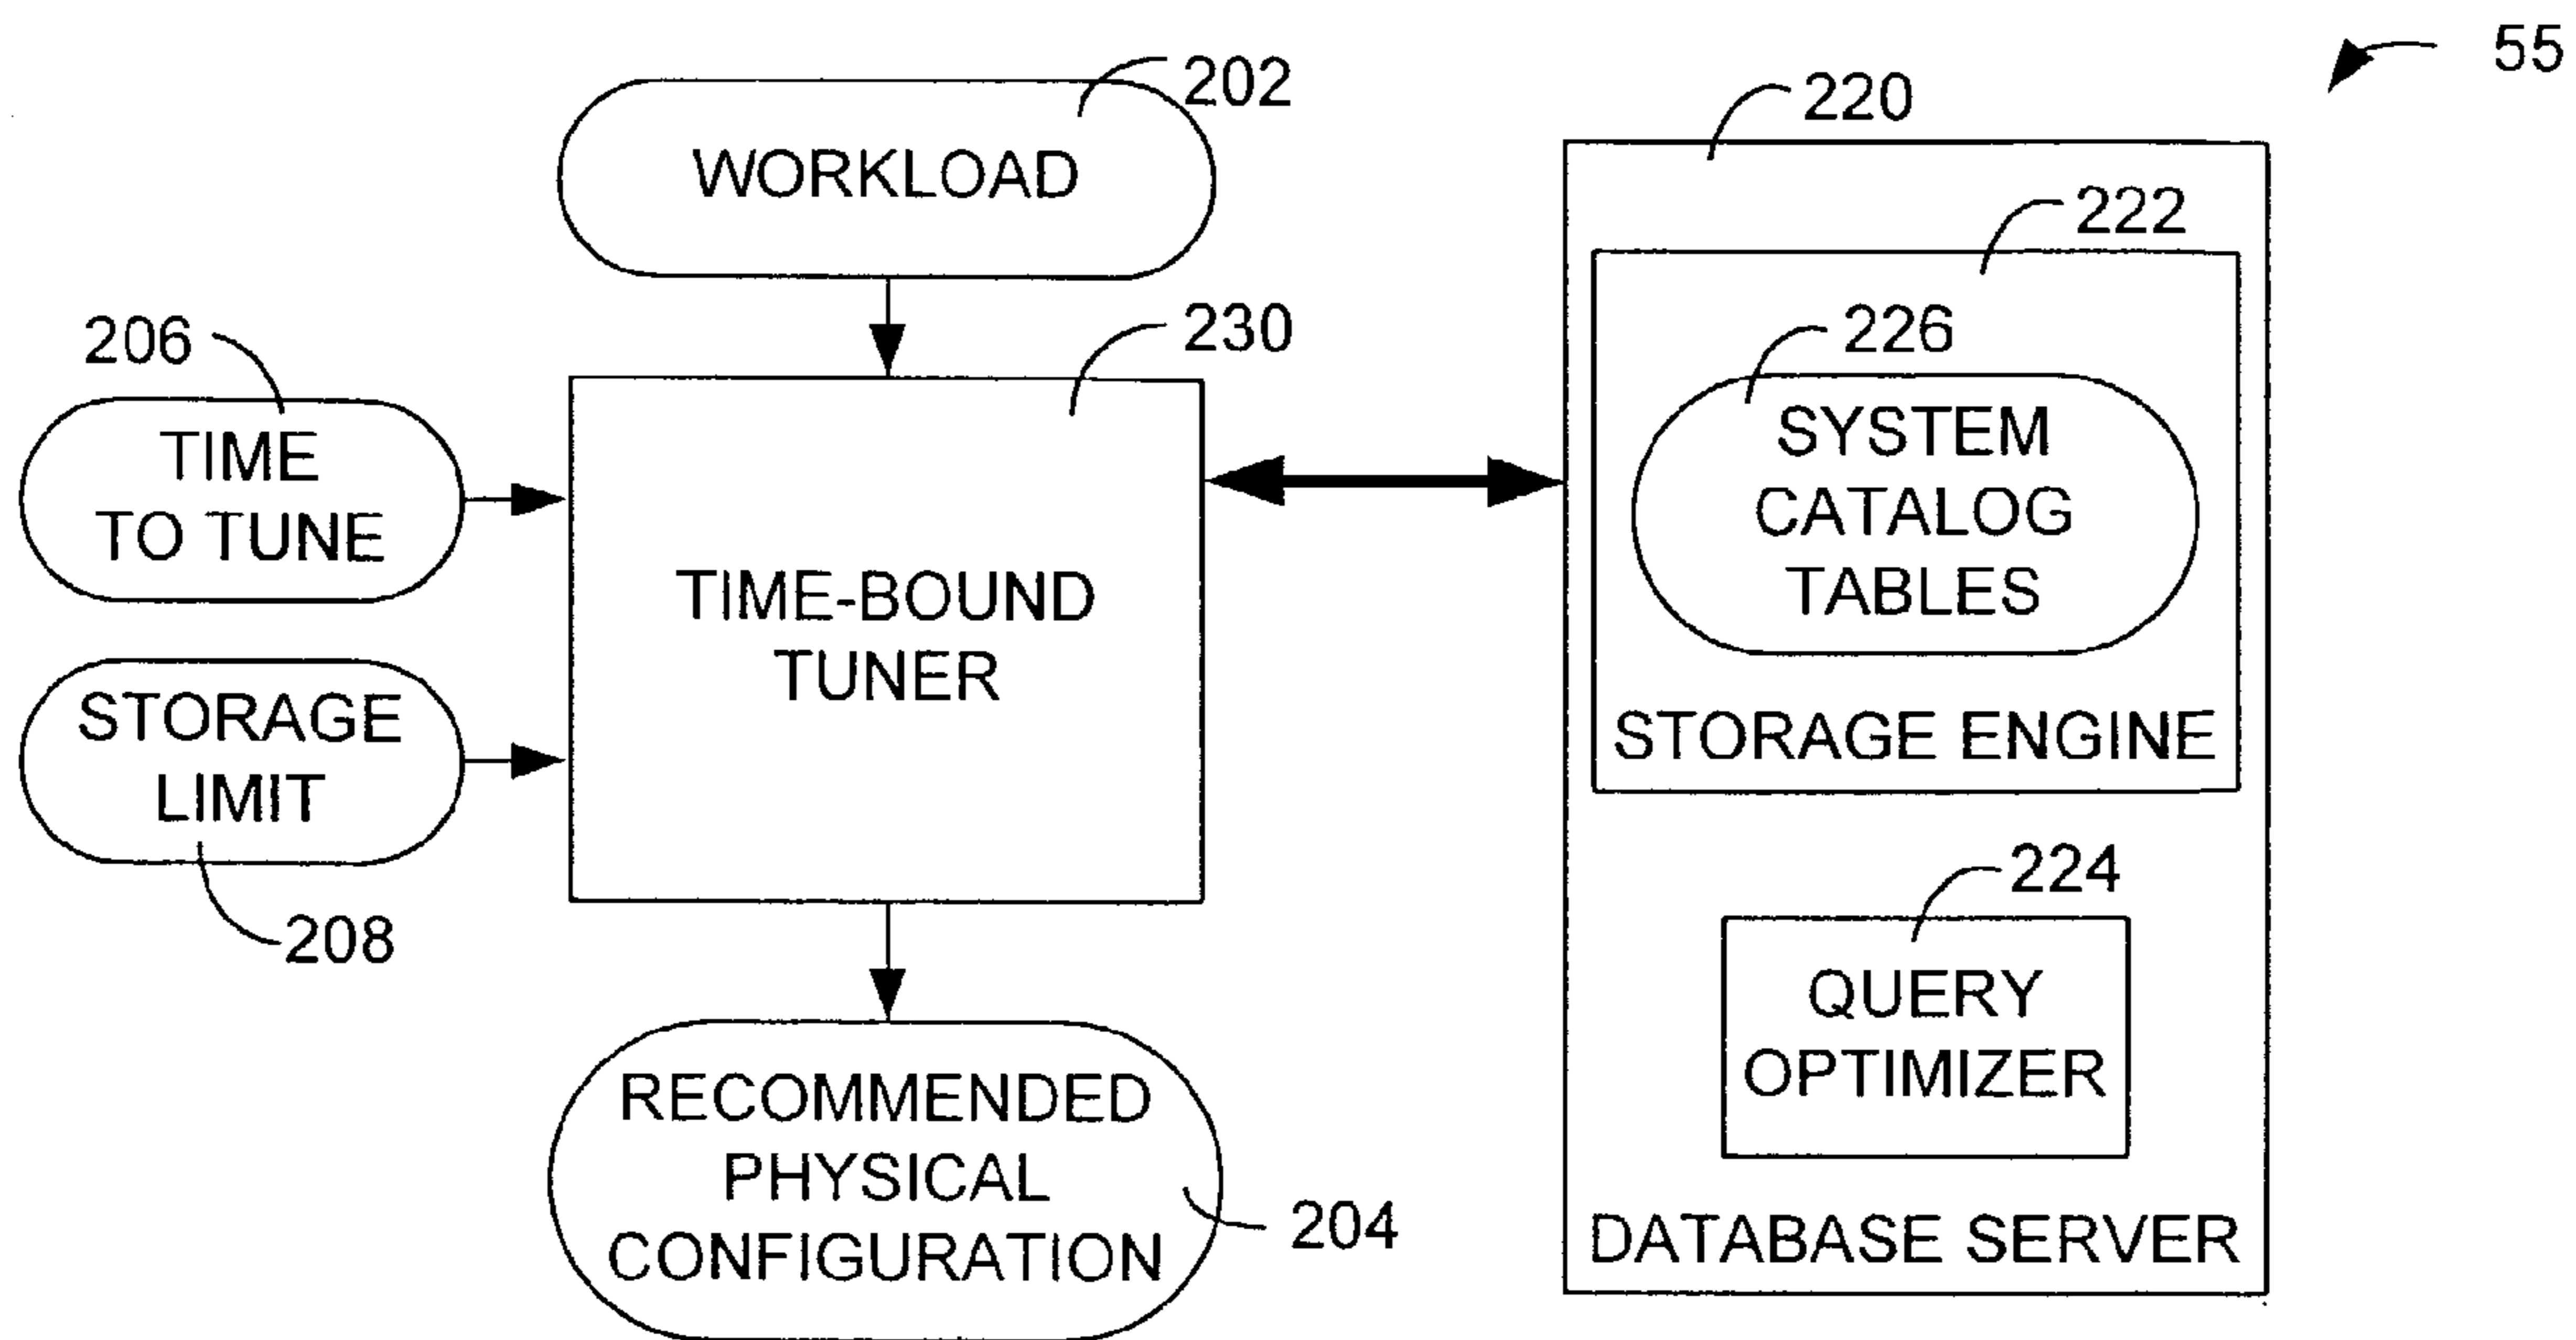 55
202
WORKLOAD
220
222
226
SYSTEM
CATALOG
TABLES
STORAGE ENGINE
224
QUERY
OPTIMIZER
DATABASE SERVER
206
TIME
TO TUNE
230
TIME-BOUND
TUNER
STORAGE
LIMIT
208
RECOMMENDED
PHYSICAL
CONFIGURATION
204